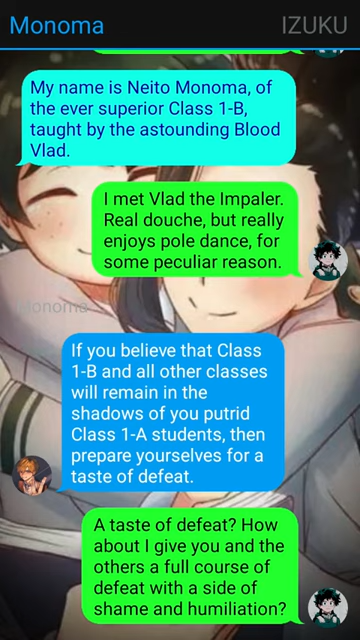 Monoma
IZUKU
My name is Neito Monoma, of
the ever superior Class 1-B,
taught by the astounding Blood
Vlad.
I met Vlad the Impaler.
Real douche, but really
enjoys pole dance, for
some peculiar reason.
Monoma
If you believe that Class
1-B and all other classes
will remain in the
shadows of you putrid
Class 1-A students, then
prepare yourselves for a
taste of defeat.
A taste of defeat? How
about I give you and the
others a full course of
defeat with a side of
shame and humiliation?